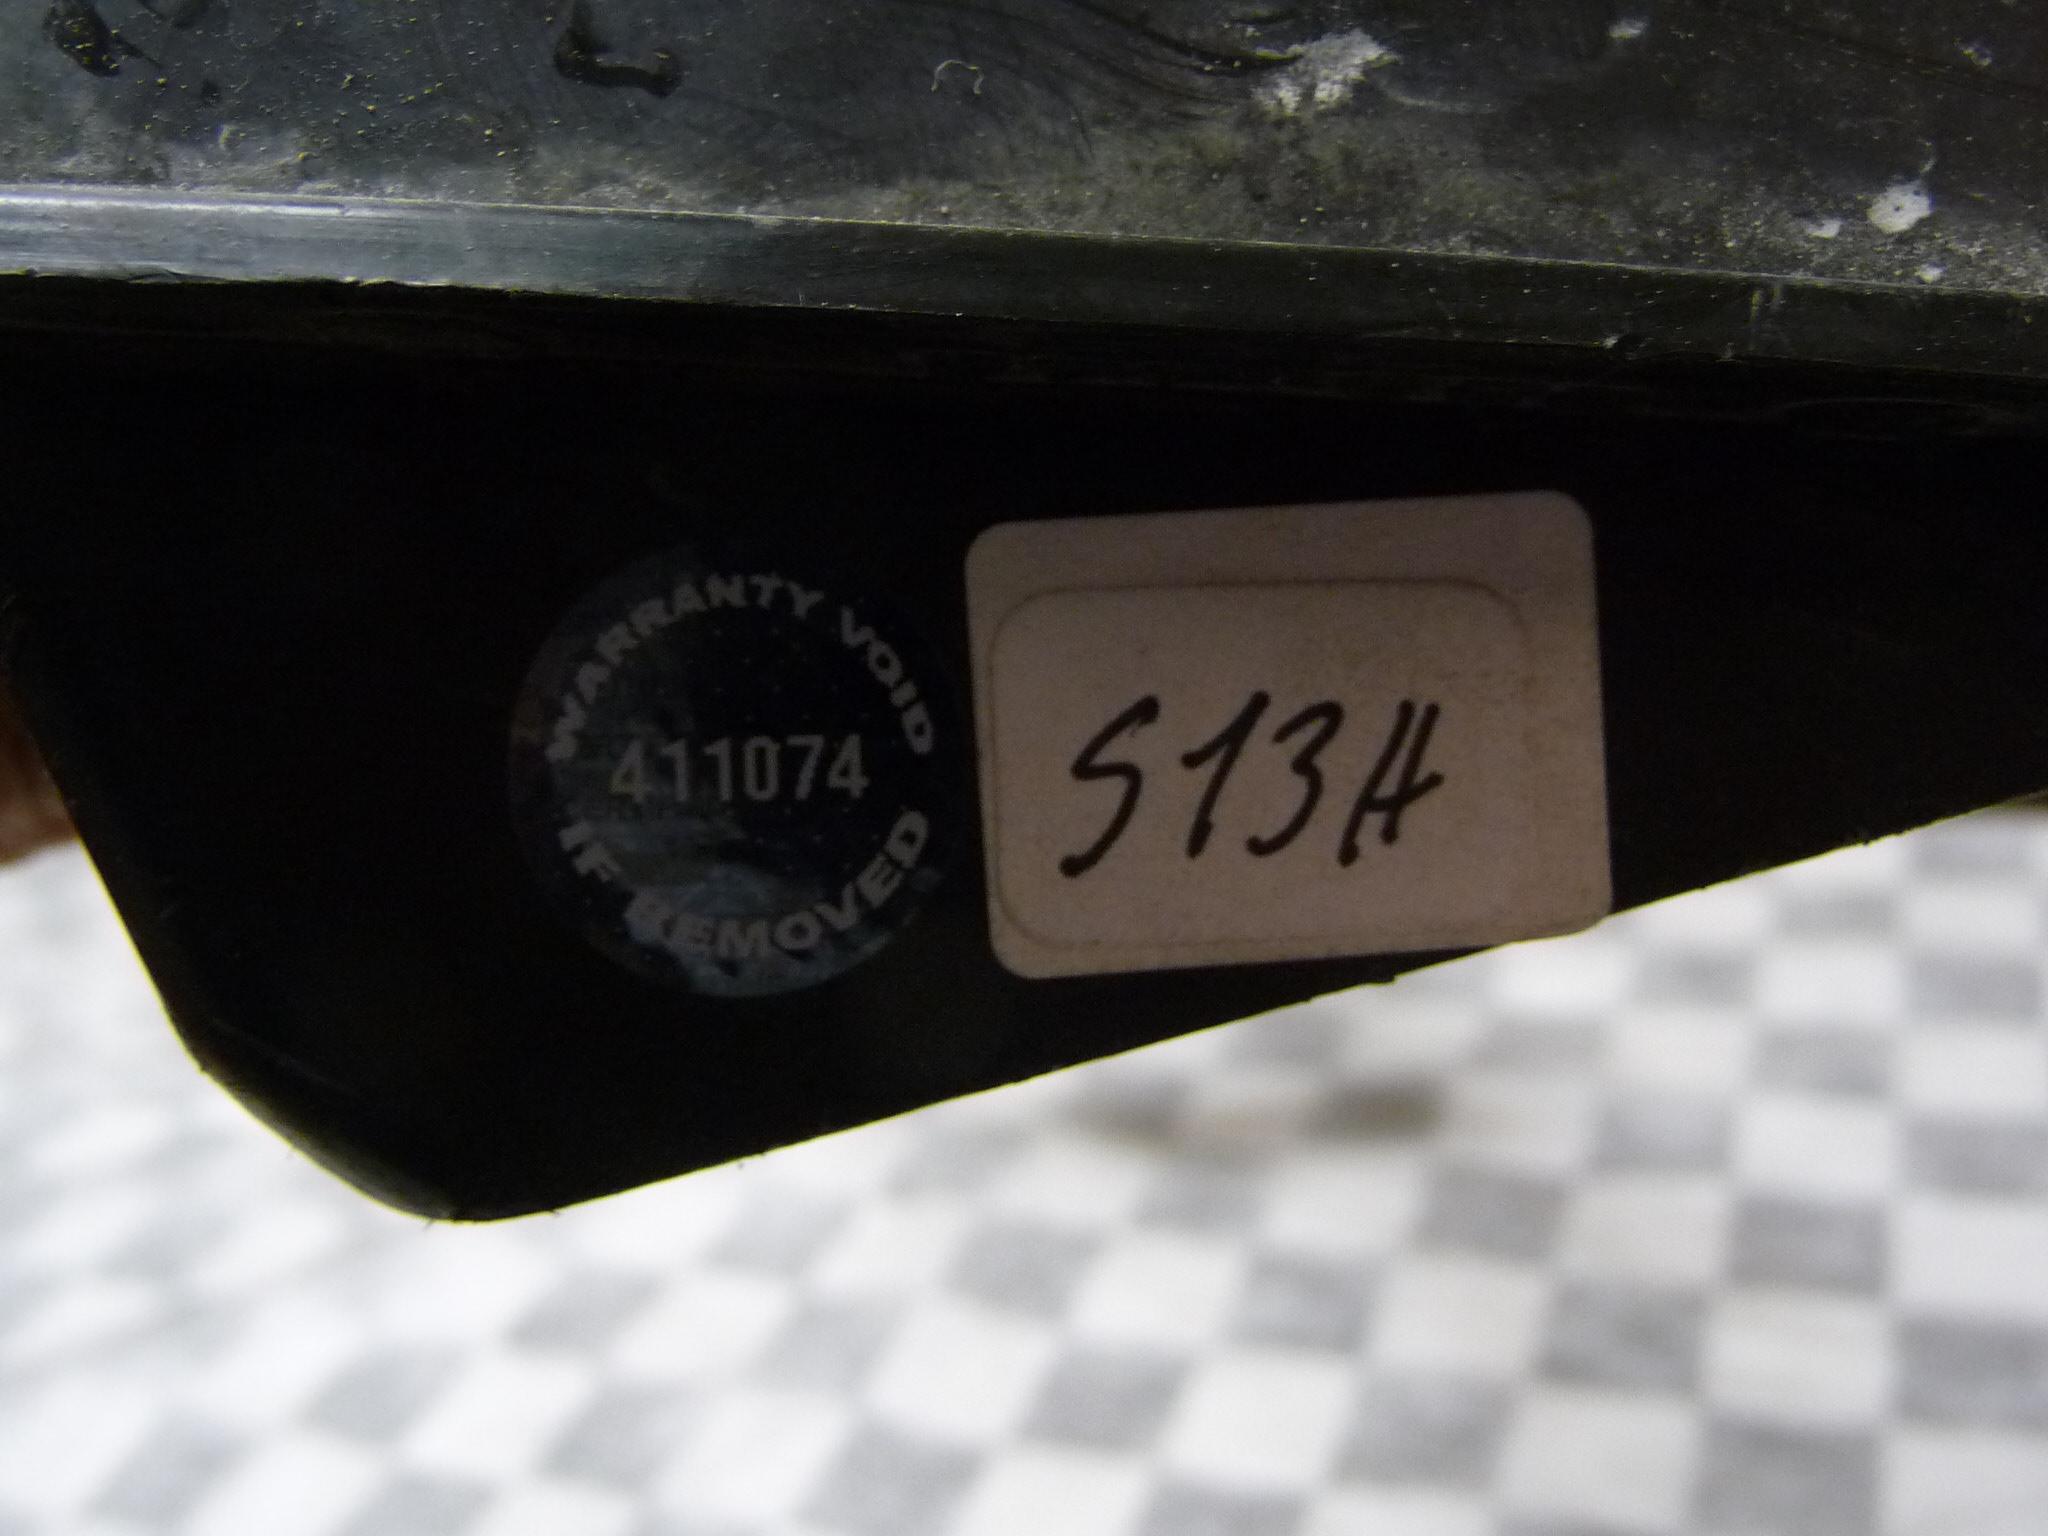 WARRANTY VOID
411074
IF REMOVED
S13H